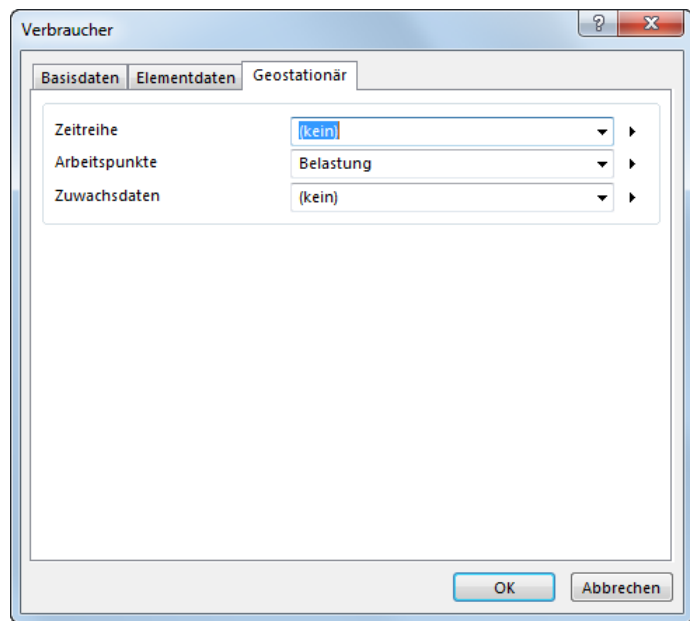 Verbraucher
Basisdaten Elementdaten Geostationär
Zeitreihe (kein)
Arbeitspunkte Belastung
Zuwachsdaten (kein)
OK Abbrechen